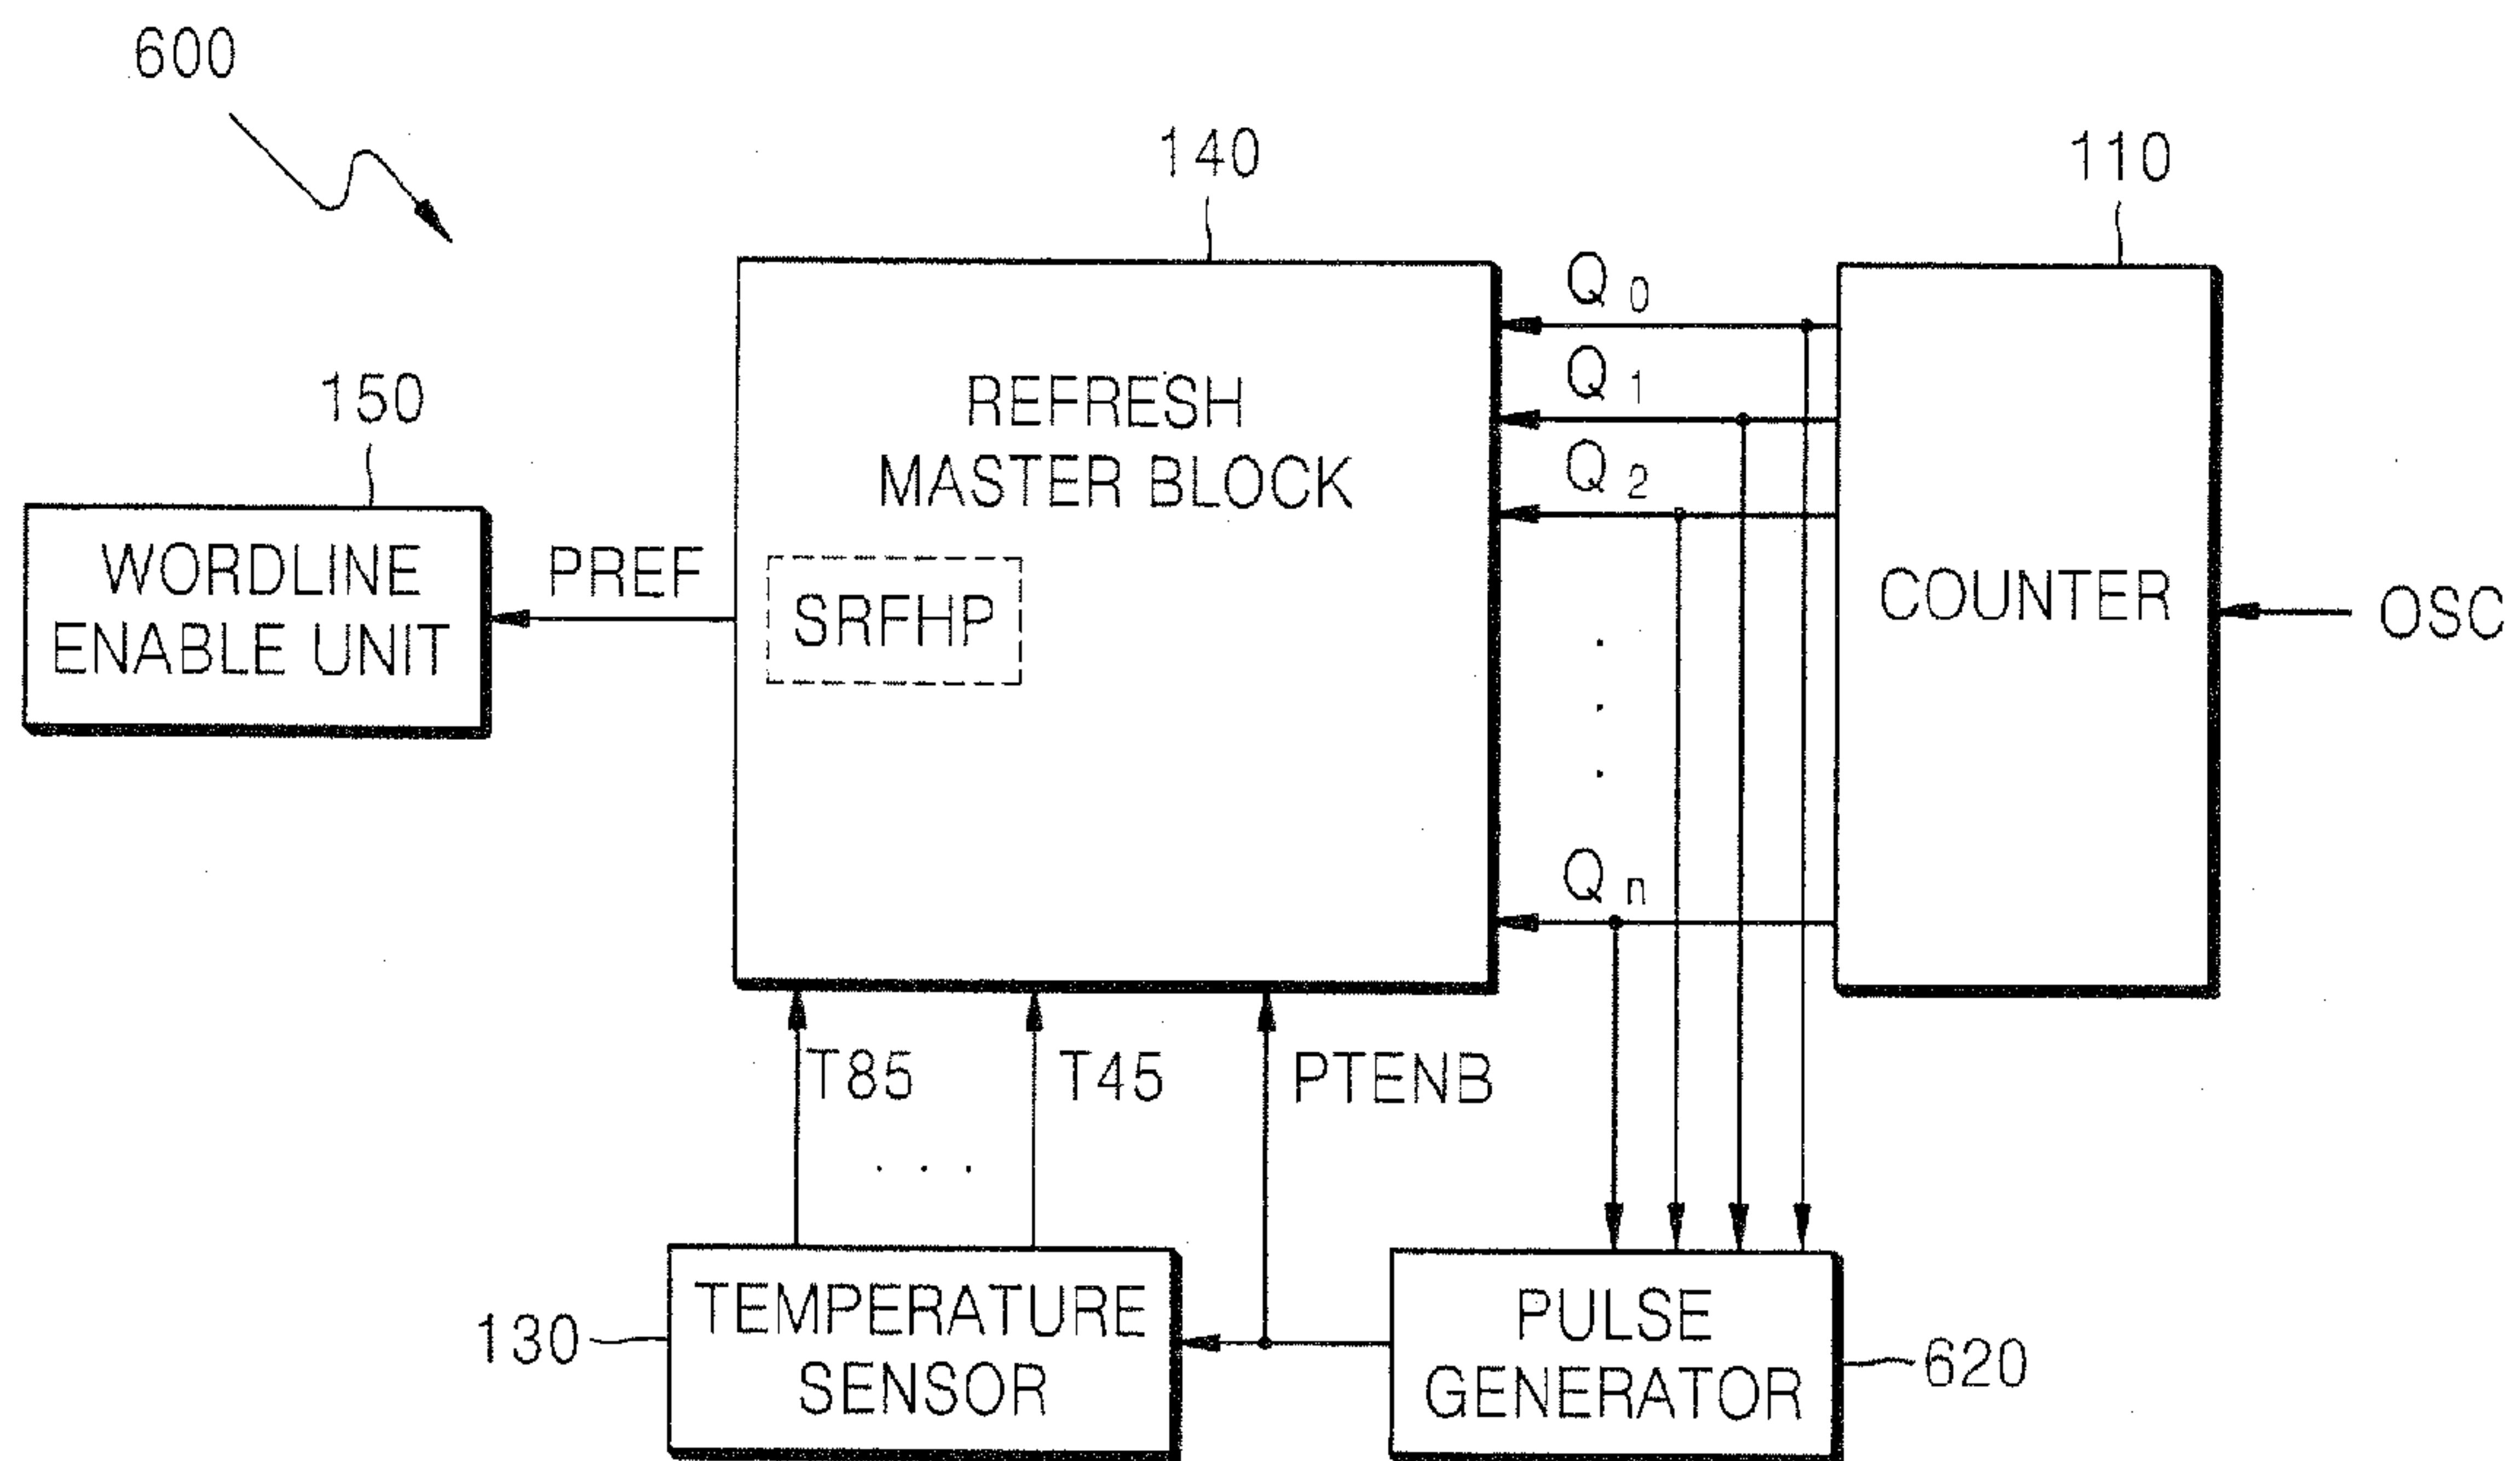 600
140
110
Q0
Q1
Q2
Qn
REFRESH
MASTER BLOCK
SRFHP
COUNTER
OSC
150
WORDLINE
ENABLE UNIT
PREF
T85
T45
PTENB
. . .
130
TEMPERATURE
SENSOR
PULSE
GENERATOR
620